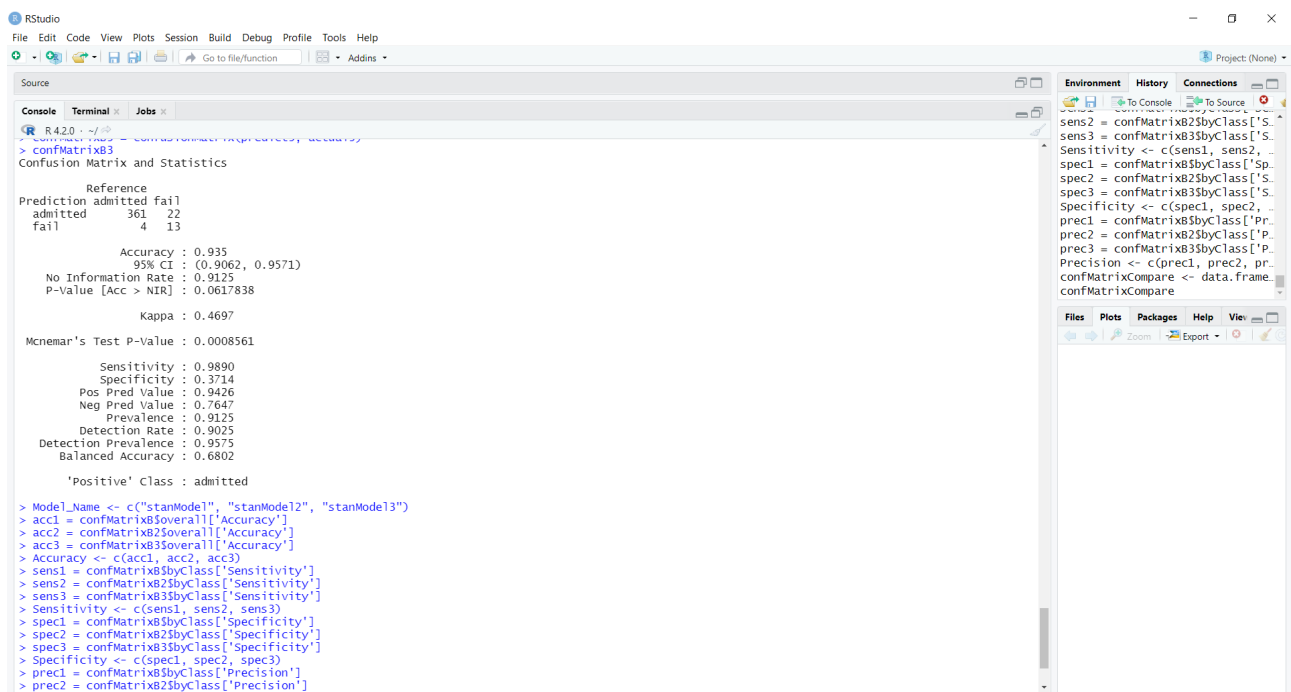 RStudio
File Edit Code View Plots Session Build Debug Profile Tools Help
Go to file/function Addins Project: (None)
Source
Console Terminal Jobs
R 4.2.0 · ~/
> confMatrixB3 = confusionMatrix(predict3, actual3)
> confMatrixB3
Confusion Matrix and Statistics
Reference
Prediction admitted fail
admitted 361 22
fail 4 13
Accuracy : 0.935
95% CI : (0.9062, 0.9571)
No Information Rate : 0.9125
P-Value [Acc > NIR] : 0.0617838
Kappa : 0.4697
Mcnemar's Test P-Value : 0.0008561
Sensitivity : 0.9890
Specificity : 0.3714
Pos Pred Value : 0.9426
Neg Pred Value : 0.7647
Prevalence : 0.9125
Detection Rate : 0.9025
Detection Prevalence : 0.9575
Balanced Accuracy : 0.6802
'Positive' Class : admitted
> Model_Name <- c("stanModel", "stanModel2", "stanModel3")
> acc1 = confMatrixB$overall['Accuracy']
> acc2 = confMatrixB2$overall['Accuracy']
> acc3 = confMatrixB3$overall['Accuracy']
> Accuracy <- c(acc1, acc2, acc3)
> sens1 = confMatrixB$byClass['Sensitivity']
> sens2 = confMatrixB2$byClass['Sensitivity']
> sens3 = confMatrixB3$byClass['Sensitivity']
> Sensitivity <- c(sens1, sens2, sens3)
> spec1 = confMatrixB$byClass['Specificity']
> spec2 = confMatrixB2$byClass['Specificity']
> spec3 = confMatrixB3$byClass['Specificity']
> Specificity <- c(spec1, spec2, spec3)
> prec1 = confMatrixB$byClass['Precision']
> prec2 = confMatrixB2$byClass['Precision']
Environment History Connections
To Console To Source
sens2 = confMatrixB2$byClass['S...
sens3 = confMatrixB3$byClass['S...
Sensitivity <- c(sens1, sens2, ...
spec1 = confMatrixB$byClass['Sp...
spec2 = confMatrixB2$byClass['S...
spec3 = confMatrixB3$byClass['S...
Specificity <- c(spec1, spec2, ...
prec1 = confMatrixB$byClass['Pr...
prec2 = confMatrixB2$byClass['P...
prec3 = confMatrixB3$byClass['P...
Precision <- c(prec1, prec2, pr...
confMatrixCompare <- data.frame...
confMatrixCompare
Files Plots Packages Help View
Zoom Export